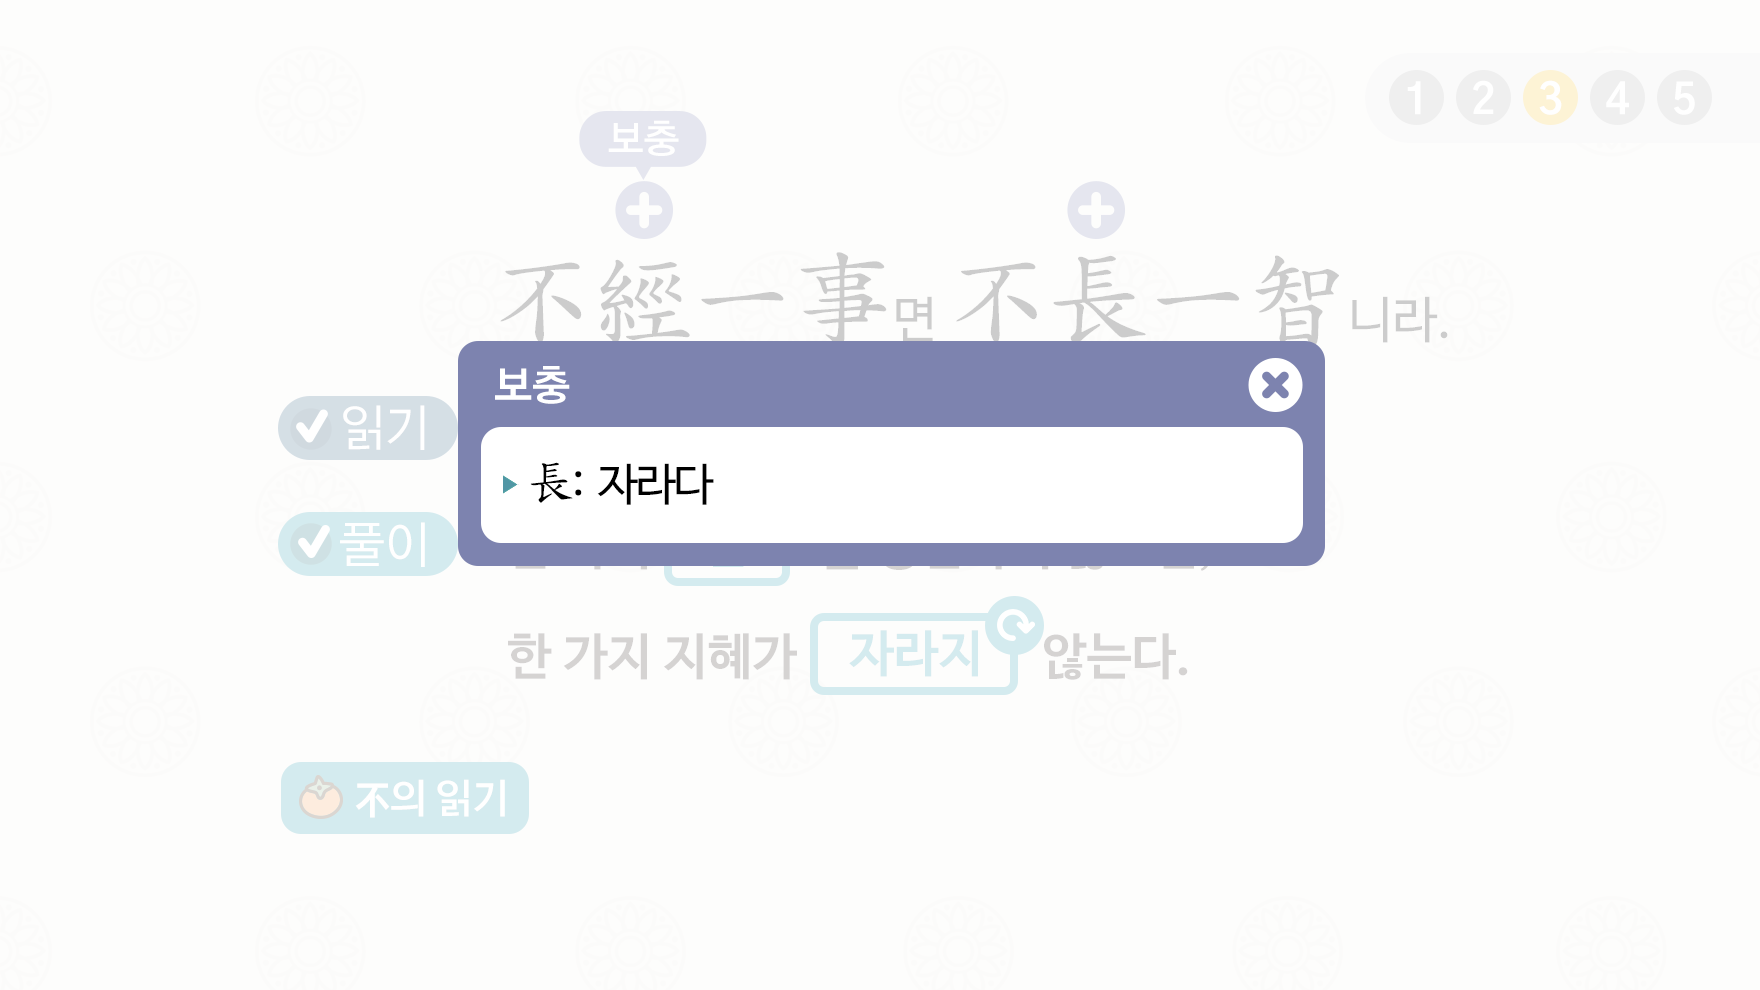 1 2 3 4 5
보충
不經一事면 不長一智니라.
보충
長: 자라다
읽기
풀이
한 가지 지혜가 자라지 않는다.
不의 읽기